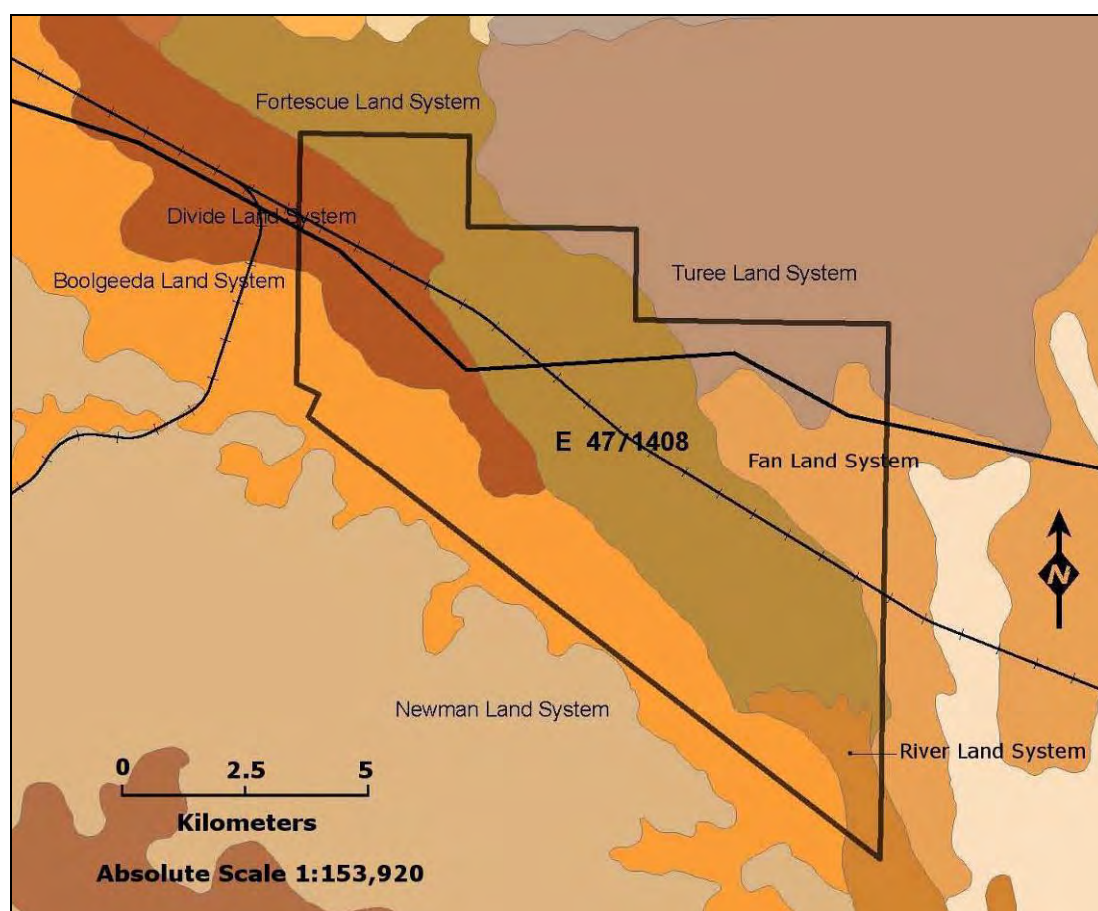 Fortescue Land System
Divide Land System
Boolgeeda Land System
Turee Land System
E 47/1408
Fan Land System
N
Newman Land System
River Land System
0 2.5 5
Kilometers
Absolute Scale 1:153,920